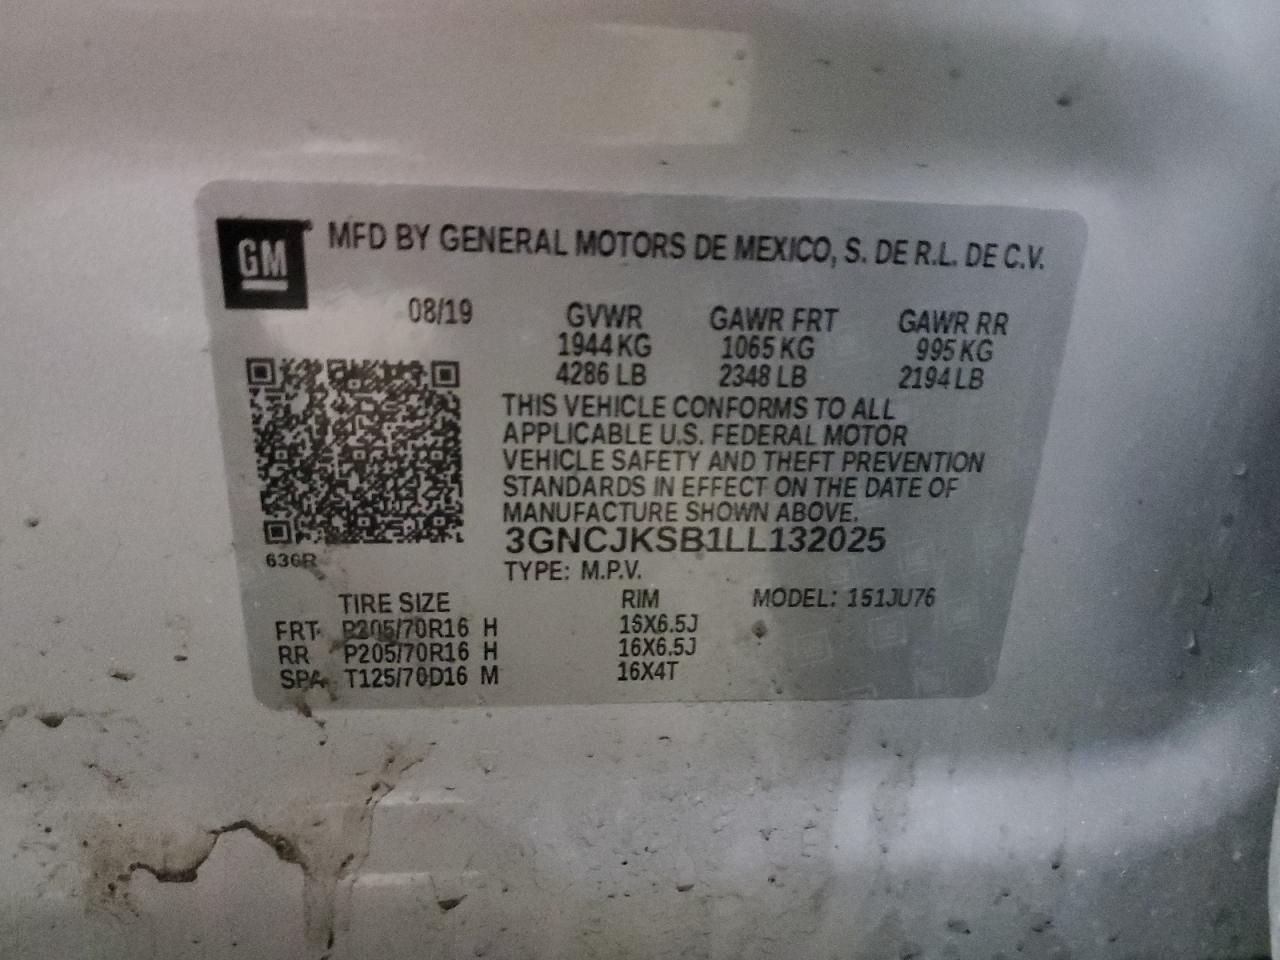 GM MFD BY GENERAL MOTORS DE MEXICO, S. DE R.L. DE C.V.
08/19 GVWR GAWR FRT GAWR RR
1944 KG 1065 KG 995 KG
4286 LB 2348 LB 2194 LB
THIS VEHICLE CONFORMS TO ALL
APPLICABLE U.S. FEDERAL MOTOR
VEHICLE SAFETY AND THEFT PREVENTION
STANDARDS IN EFFECT ON THE DATE OF
MANUFACTURE SHOWN ABOVE.
3GNCJKSB1LL132025
636R TYPE: M.P.V.
TIRE SIZE RIM MODEL: 151JU76
FRT P205/70R16 H 16X6.5J
RR P205/70R16 H 16X6.5J
SPA T125/70D16 M 16X4T